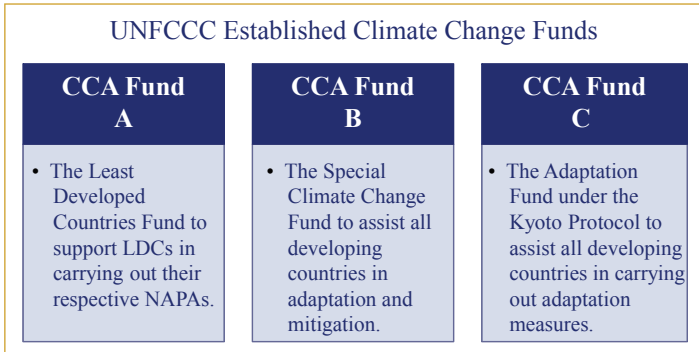 UNFCCC Established Climate Change Funds
CCA Fund
A
• The Least
Developed
Countries Fund to
support LDCs in
carrying out their
respective NAPAs.
CCA Fund
B
• The Special
Climate Change
Fund to assist all
developing
countries in
adaptation and
mitigation.
CCA Fund
C
• The Adaptation
Fund under the
Kyoto Protocol to
assist all developing
countries in carrying
out adaptation
measures.